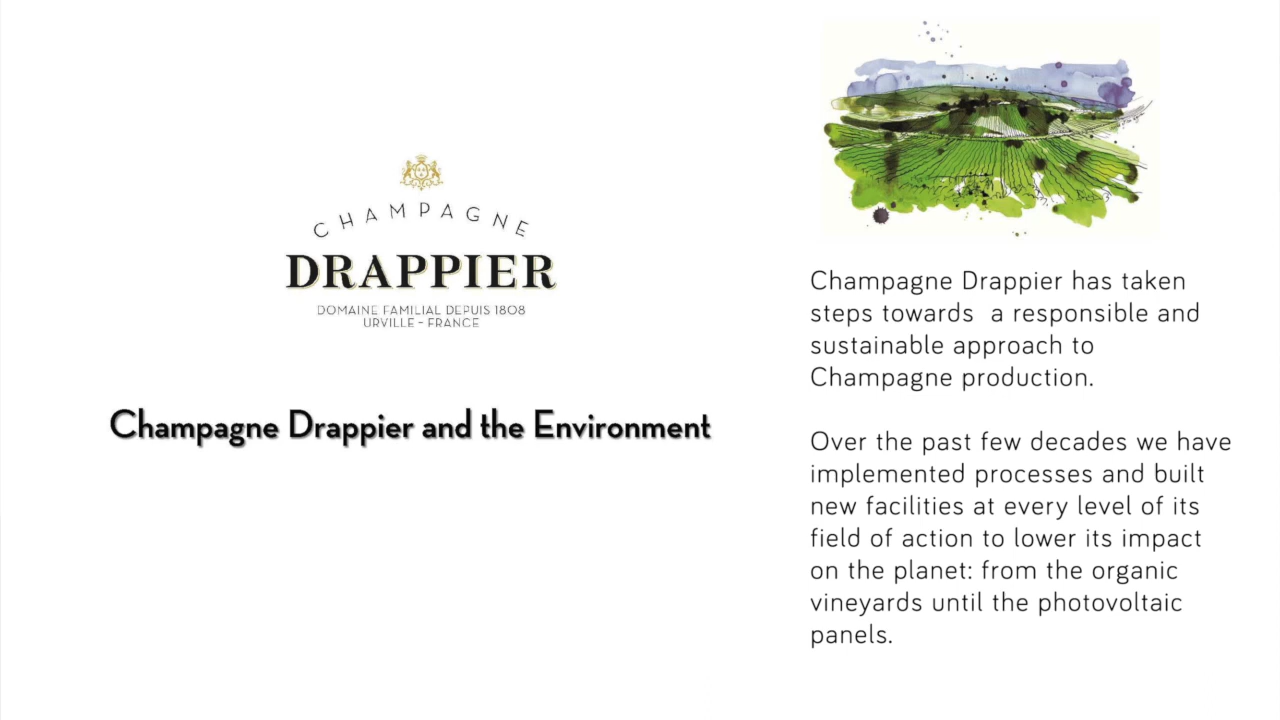 CHAMPAGNE
DRAPPIER
DOMAINE FAMILIAL DEPUIS 1808
URVILLE - FRANCE
Champagne Drappier and the Environment
Champagne Drappier has taken
steps towards  a responsible and
sustainable approach to
Champagne production.
Over the past few decades we have
implemented processes and built
new facilities at every level of its
field of action to lower its impact
on the planet: from the organic
vineyards until the photovoltaic
panels.